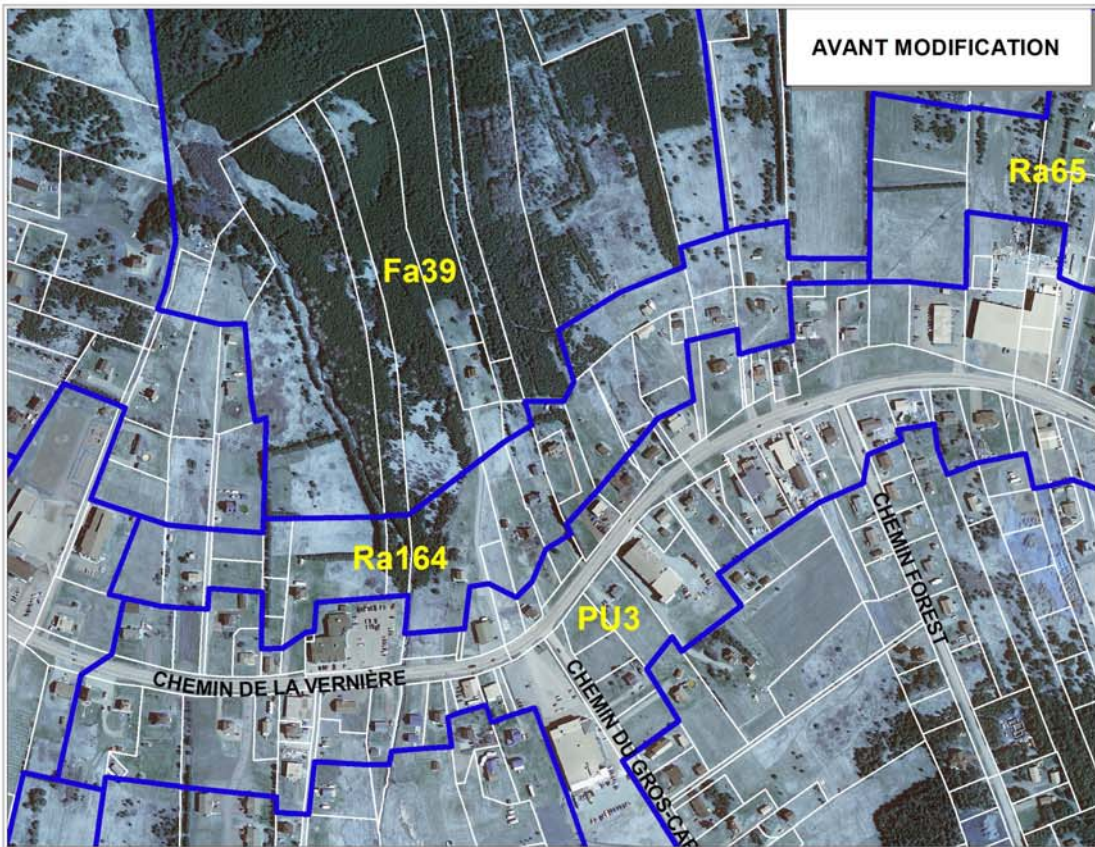 AVANT MODIFICATION
Ra65
Fa39
Ra164
PU3
CHEMIN FOREST
CHEMIN DE LA VERNIÈRE
CHEMIN DU GROS-CAP